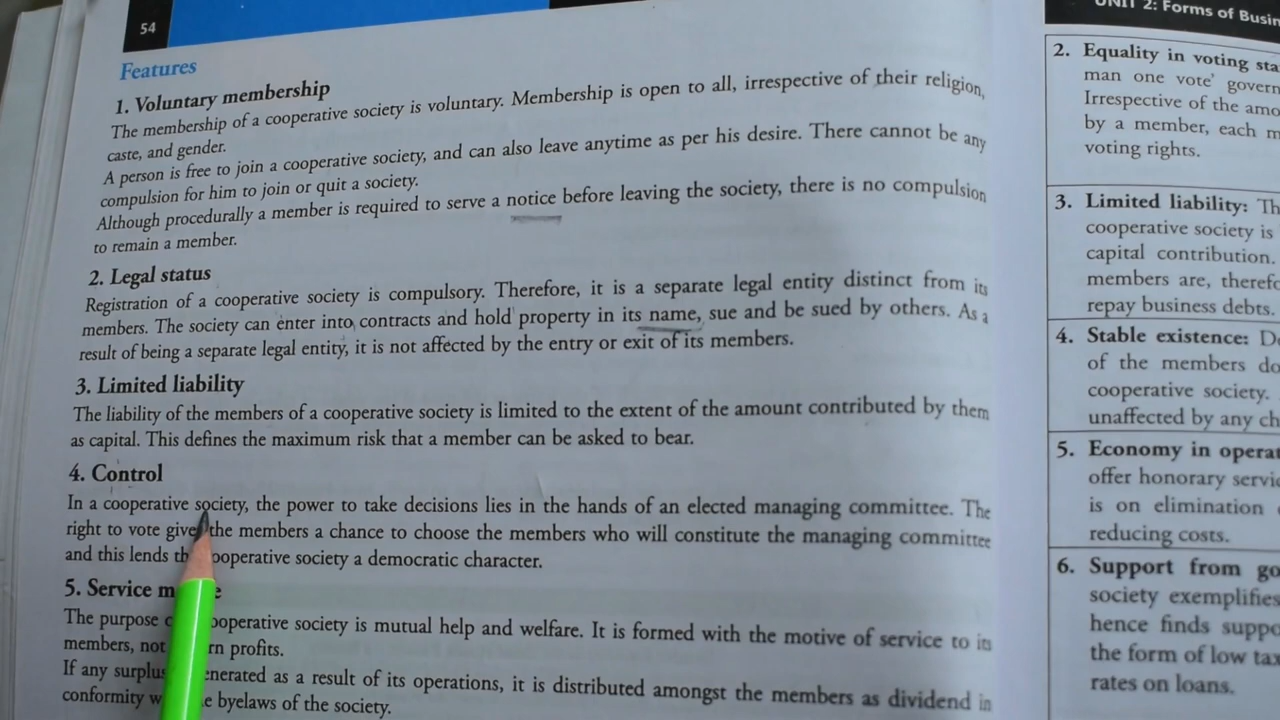 54
Features
1. Voluntary membership
The membership of a cooperative society is voluntary. Membership is open to all, irrespective of their religion,
caste, and gender.
A person is free to join a cooperative society, and can also leave anytime as per his desire. There cannot be any
compulsion for him to join or quit a society.
Although procedurally a member is required to serve a notice before leaving the society, there is no compulsion
to remain a member.
2. Legal status
Registration of a cooperative society is compulsory. Therefore, it is a separate legal entity distinct from its
members. The society can enter into contracts and hold property in its name, sue and be sued by others. As a
result of being a separate legal entity, it is not affected by the entry or exit of its members.
3. Limited liability
The liability of the members of a cooperative society is limited to the extent of the amount contributed by them
as capital. This defines the maximum risk that a member can be asked to bear.
4. Control
In a cooperative society, the power to take decisions lies in the hands of an elected managing committee. The
right to vote the members a chance to choose the members who will constitute the managing committee
and this lends cooperative society a democratic character.
5. Service
The purpose cooperative society is mutual help and welfare. It is formed with the motive of service to its
members, not profits.
If any surplus generated as a result of its operations, it is distributed amongst the members as dividend in
conformity byelaws of the society.
UNIT 2: Forms of
2. Equality in voting
man one vote'
Irrespective of the
by a member, each
voting rights.
3. Limited liability:
cooperative society is
capital contribution.
members are,
repay business debts.
4. Stable existence:
of the members
cooperative society.
unaffected by any
5. Economy in
offer honorary
is on elimination
reducing costs.
6. Support from
society exemplifies
hence finds
the form of low
rates on loans.